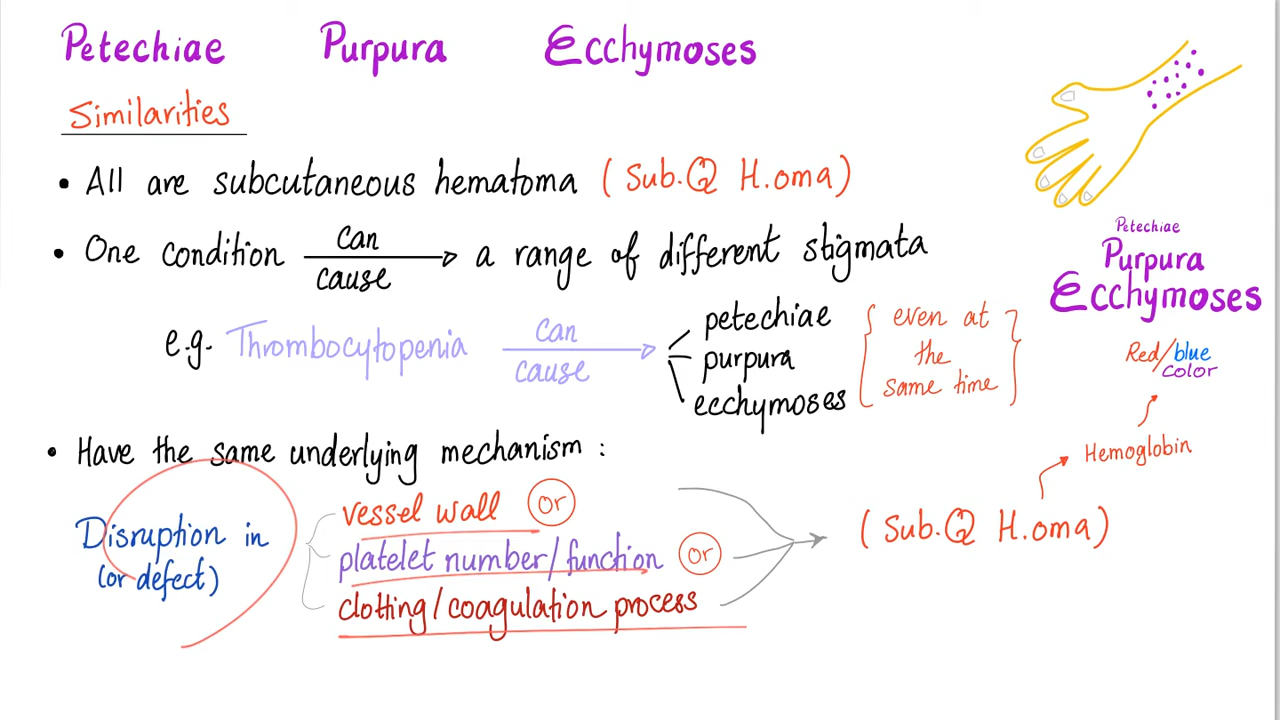 Petechiae Purpura Ecchymoses
Similarities
• All are subcutaneous hematoma (Sub.Q H.oma)
• One condition can cause a range of different stigmata
e.g. Thrombocytopenia can cause petechiae purpura ecchymoses { even at the same time }
• Have the same underlying mechanism :
Disruption in
(or defect)
vessel wall or
platelet number/function or
clotting/coagulation process
(Sub.Q H.oma)
Hemoglobin
Red/blue
color
Petechiae
Purpura
Ecchymoses